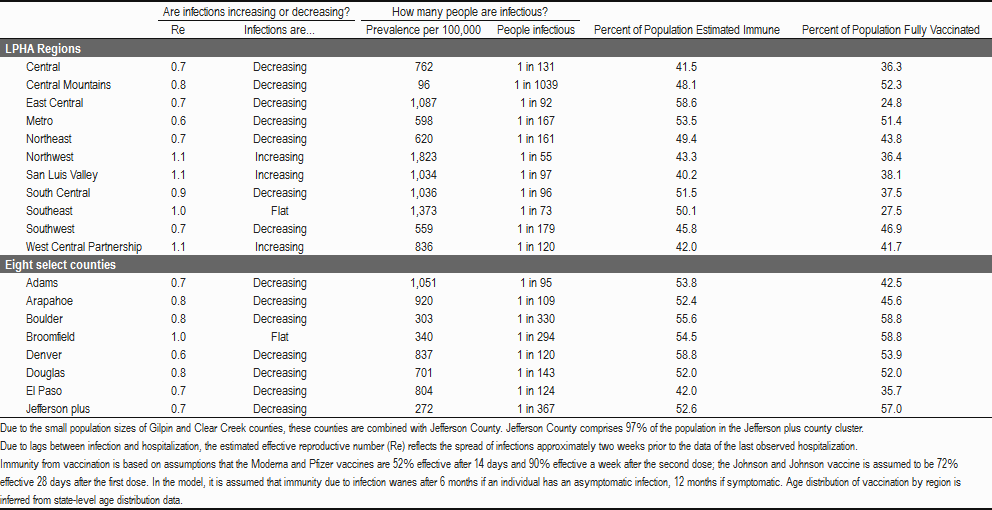 Are infections increasing or decreasing? How many people are infectious?
Re Infections are... Prevalence per 100,000 People infectious Percent of Population Estimated Immune Percent of Population Fully Vaccinated
LPHA Regions
Central 0.7 Decreasing 762 1 in 131 41.5 36.3
Central Mountains 0.8 Decreasing 96 1 in 1039 48.1 52.3
East Central 0.7 Decreasing 1,087 1 in 92 58.6 24.8
Metro 0.6 Decreasing 598 1 in 167 53.5 51.4
Northeast 0.7 Decreasing 620 1 in 161 49.4 43.8
Northwest 1.1 Increasing 1,823 1 in 55 43.3 36.4
San Luis Valley 1.1 Increasing 1,034 1 in 97 40.2 38.1
South Central 0.9 Decreasing 1,036 1 in 96 51.5 37.5
Southeast 1.0 Flat 1,373 1 in 73 50.1 27.5
Southwest 0.7 Decreasing 559 1 in 179 45.8 46.9
West Central Partnership 1.1 Increasing 836 1 in 120 42.0 41.7
Eight select counties
Adams 0.7 Decreasing 1,051 1 in 95 53.8 42.5
Arapahoe 0.8 Decreasing 920 1 in 109 52.4 45.6
Boulder 0.8 Decreasing 303 1 in 330 55.6 58.8
Broomfield 1.0 Flat 340 1 in 294 54.5 58.8
Denver 0.6 Decreasing 837 1 in 120 58.8 53.9
Douglas 0.8 Decreasing 701 1 in 143 52.0 52.0
El Paso 0.7 Decreasing 804 1 in 124 42.0 35.7
Jefferson plus 0.7 Decreasing 272 1 in 367 52.6 57.0
Due to the small population sizes of Gilpin and Clear Creek counties, these counties are combined with Jefferson County. Jefferson County comprises 97% of the population in the Jefferson plus county cluster.
Due to lags between infection and hospitalization, the estimated effective reproductive number (Re) reflects the spread of infections approximately two weeks prior to the data of the last observed hospitalization.
Immunity from vaccination is based on assumptions that the Moderna and Pfizer vaccines are 52% effective after 14 days and 90% effective a week after the second dose; the Johnson and Johnson vaccine is assumed to be 72%
effective 28 days after the first dose. In the model, it is assumed that immunity due to infection wanes after 6 months if an individual has an asymptomatic infection, 12 months if symptomatic. Age distribution of vaccination by region is
inferred from state-level age distribution data.